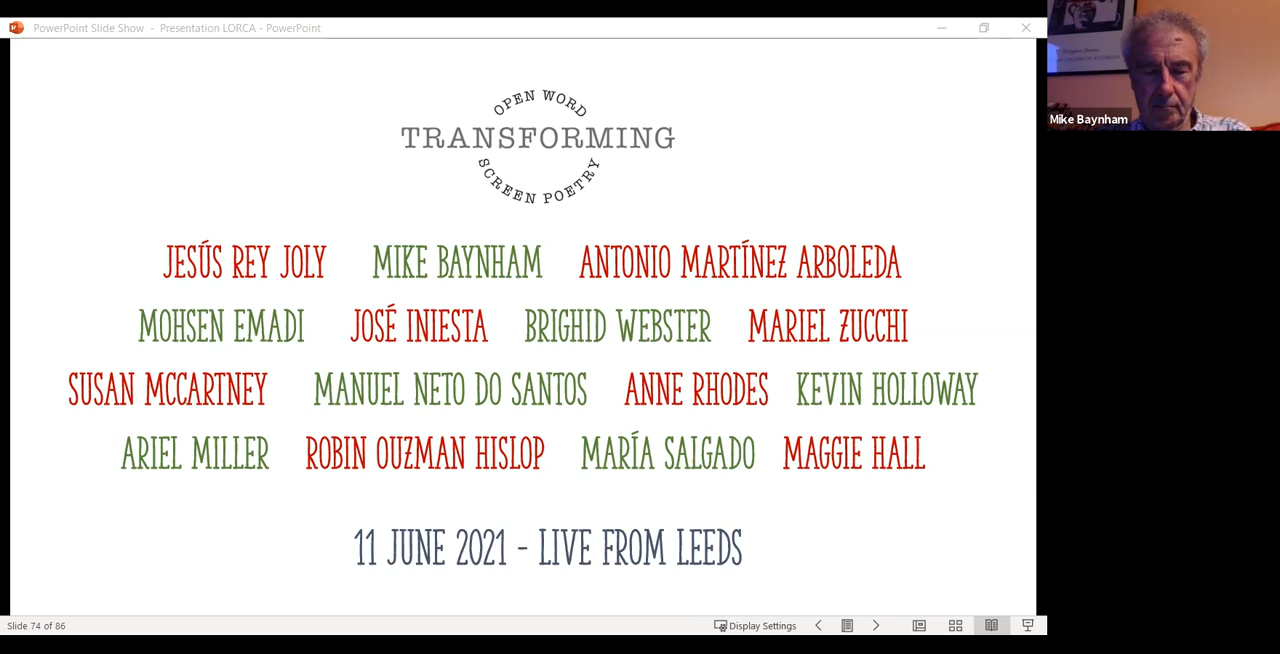 PowerPoint Slide Show - Presentation LORCA - PowerPoint
OPEN WORD
TRANSFORMING
SCREEN POETRY
JESÚS REY JOLY MIKE BAYNHAM ANTONIO MARTÍNEZ ARBOLEDA
MOHSEN EMADI JOSÉ INIESTA BRIGHID WEBSTER MARIEL ZUCCHI
SUSAN MCCARTNEY MANUEL NETO DO SANTOS ANNE RHODES KEVIN HOLLOWAY
ARIEL MILLER ROBIN OUZMAN HISLOP MARÍA SALGADO MAGGIE HALL
11 JUNE 2021 - LIVE FROM LEEDS
Slide 74 of 86
Display Settings
Mike Baynham